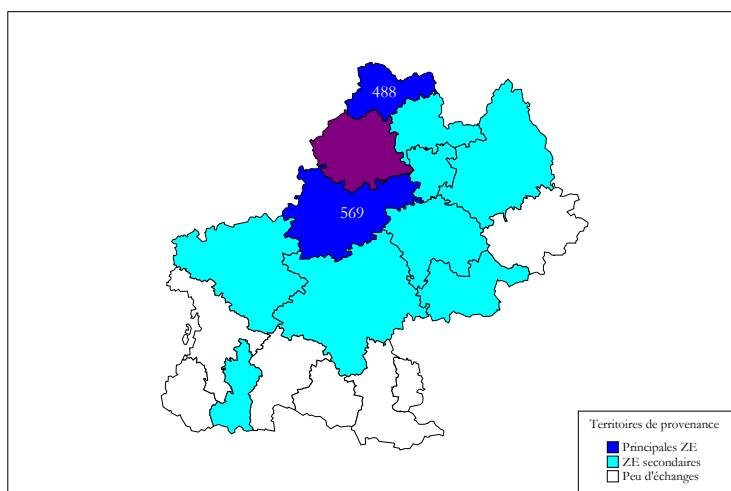 488
569
Territoires de provenance
Principales ZE
ZE secondaires
Peu d'échanges